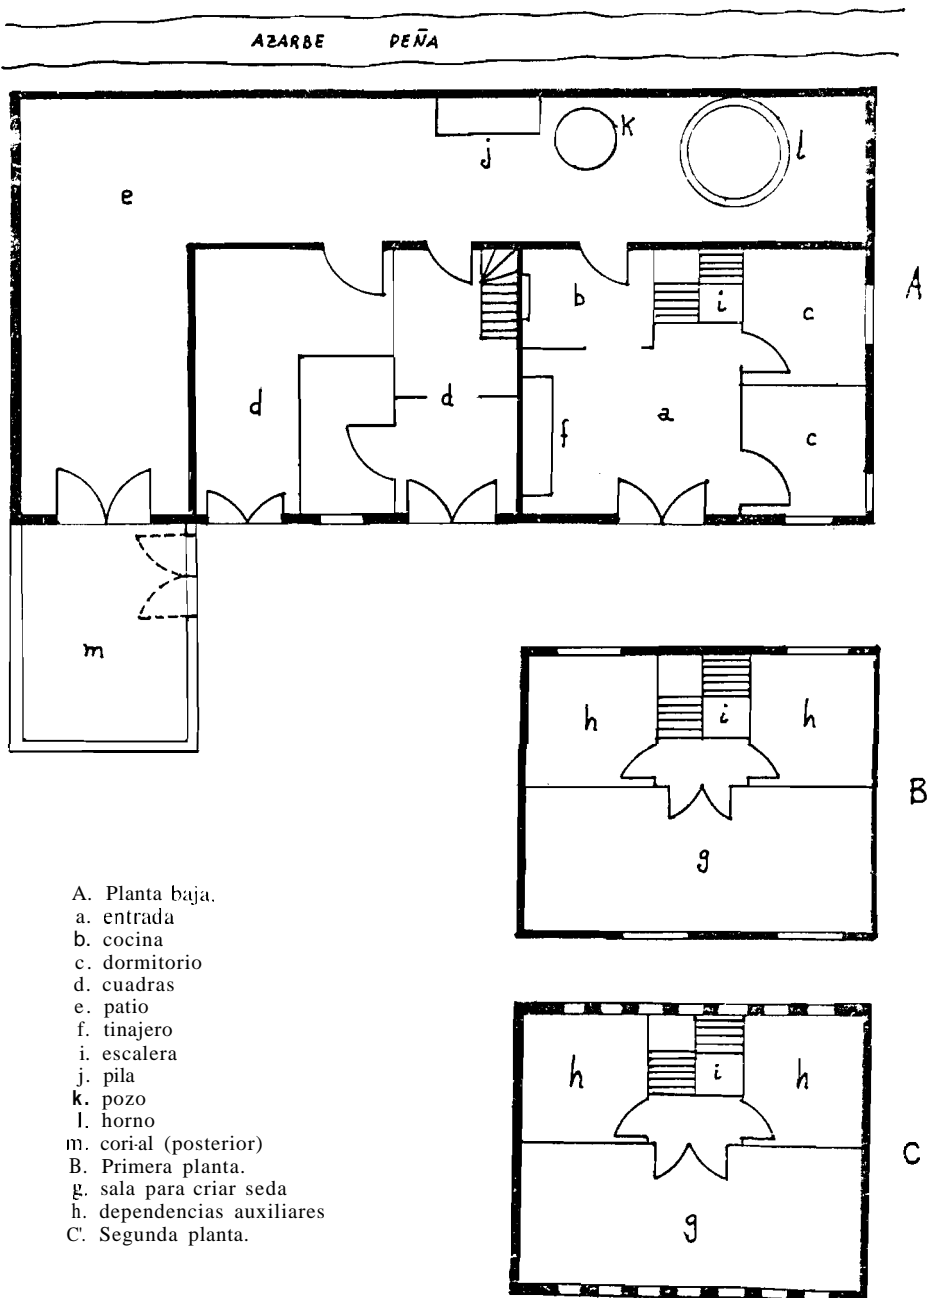 AZARBE PEÑA
k
j
l
e
A
b
i
c
d
d
f
a
c
m
h
i
h
B
g
h
i
h
C
g
A. Planta baja.
a. entrada
b. cocina
c. dormitorio
d. cuadras
e. patio
f. tinajero
i. escalera
j. pila
k. pozo
l. horno
m. cori-al (posterior)
B. Primera planta.
g. sala para criar seda
h. dependencias auxiliares
C'. Segunda planta.